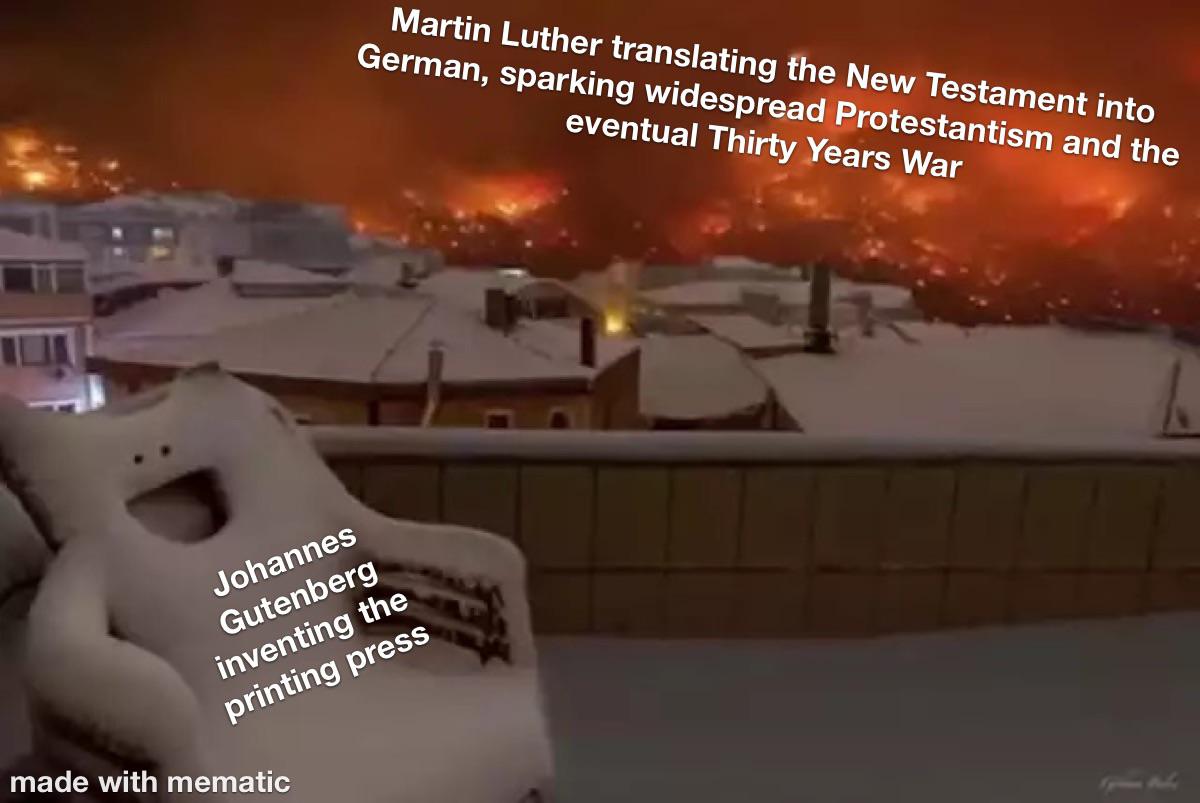 Martin Luther translating the New Testament into
German, sparking widespread Protestantism and the
eventual Thirty Years War
Johannes
Gutenberg
inventing the
printing press
made with mematic